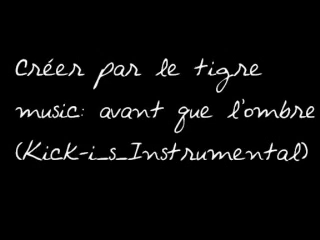 Créer par le tigre
music: avant que l'ombre
(Kick-i_s_Instrumental)